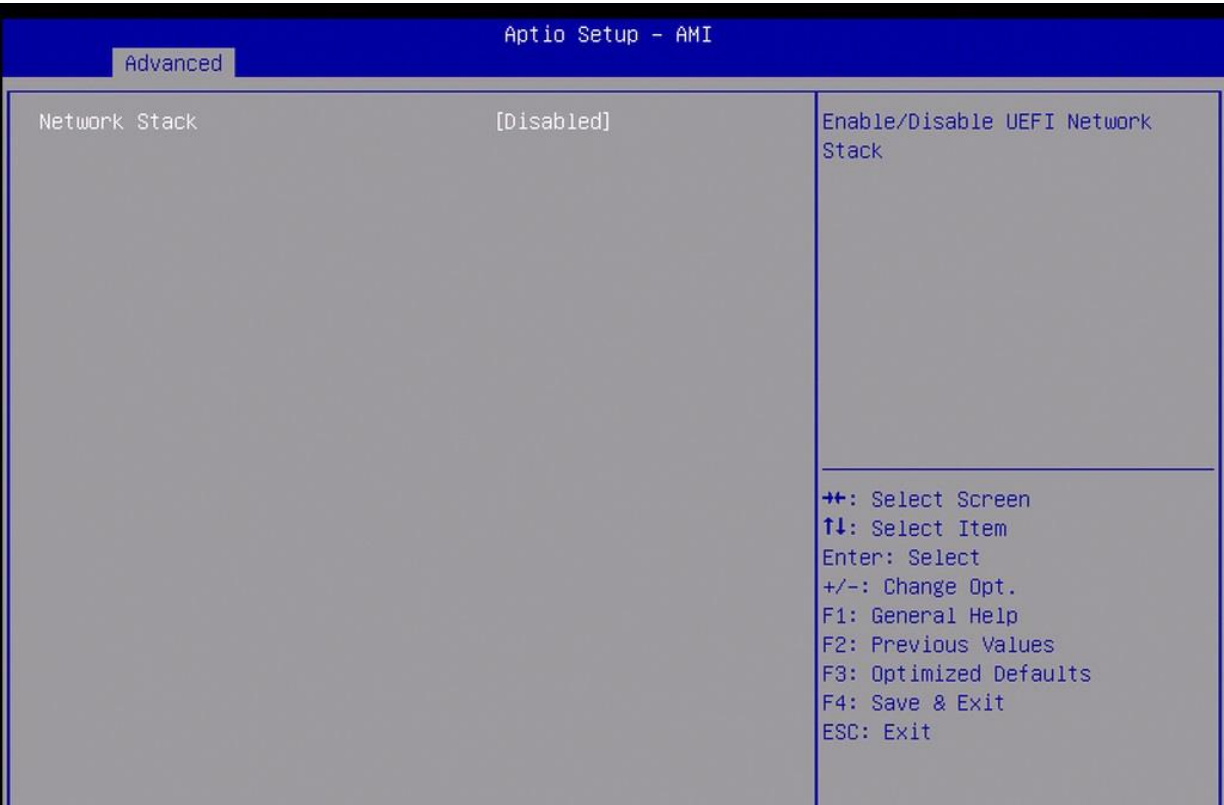 Aptio Setup – AMI
Advanced
Network Stack [Disabled]
Enable/Disable UEFI Network
Stack
→←: Select Screen
↑↓: Select Item
Enter: Select
+/-: Change Opt.
F1: General Help
F2: Previous Values
F3: Optimized Defaults
F4: Save & Exit
ESC: Exit